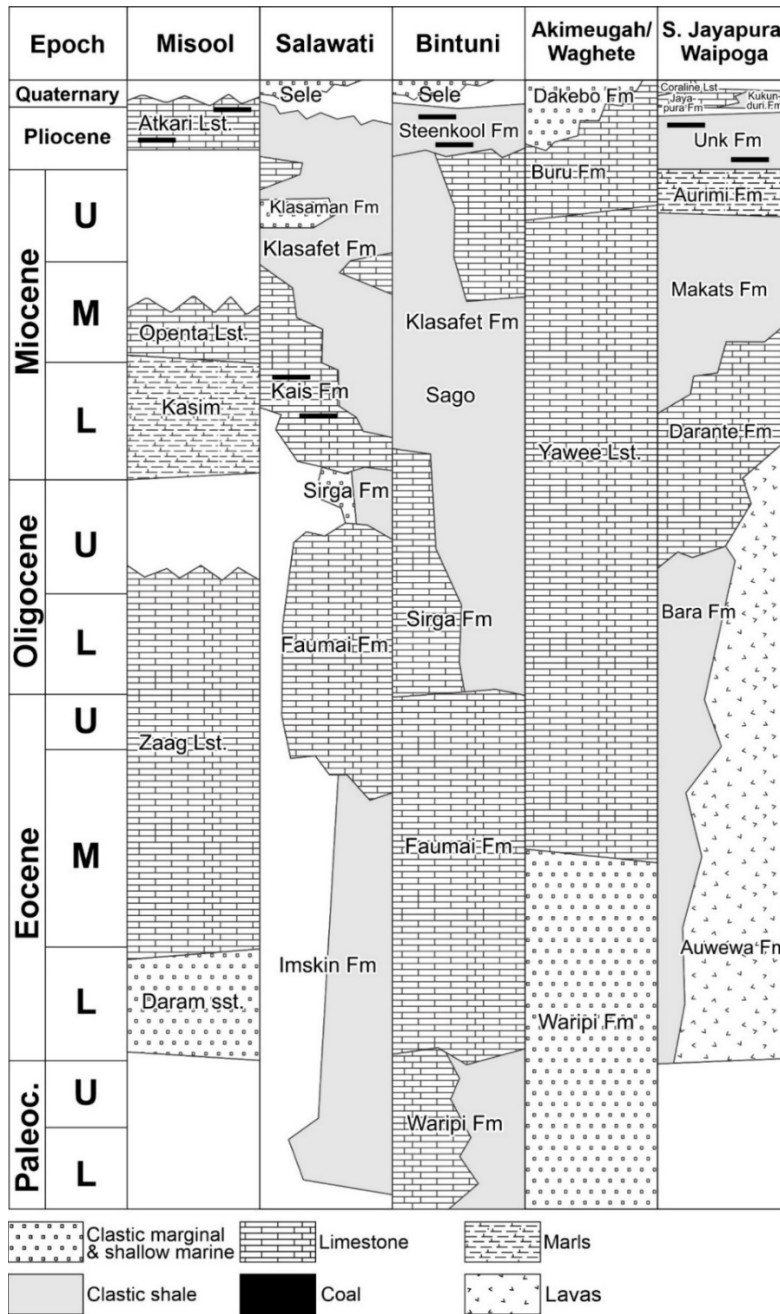 Epoch
Misool
Salawati
Bintuni
Akimeugah/
Waghete
S. Jayapura
Waipoga
Quaternary
Pliocene
Miocene
U
M
L
Oligocene
U
L
Eocene
U
M
L
Paleoc.
U
L
Atkari Lst.
Openta Lst.
Kasim
Zaag Lst.
Daram sst.
Sele
Klasaman Fm
Klasafet Fm
Kais Fm
Sirga Fm
Faumai Fm
Imskin Fm
Sele
Steenkool Fm
Klasafet Fm
Sago
Sirga Fm
Faumai Fm
Waripi Fm
Dakebo Fm
Buru Fm
Yawee Lst.
Waripi Fm
Coraline Lst
Jaya-
pura Fm
Kukun-
duri Fm
Unk Fm
Aurimi Fm
Makats Fm
Darante Fm
Bara Fm
Auwewa Fm
Clastic marginal
& shallow marine
Limestone
Marls
Clastic shale
Coal
Lavas